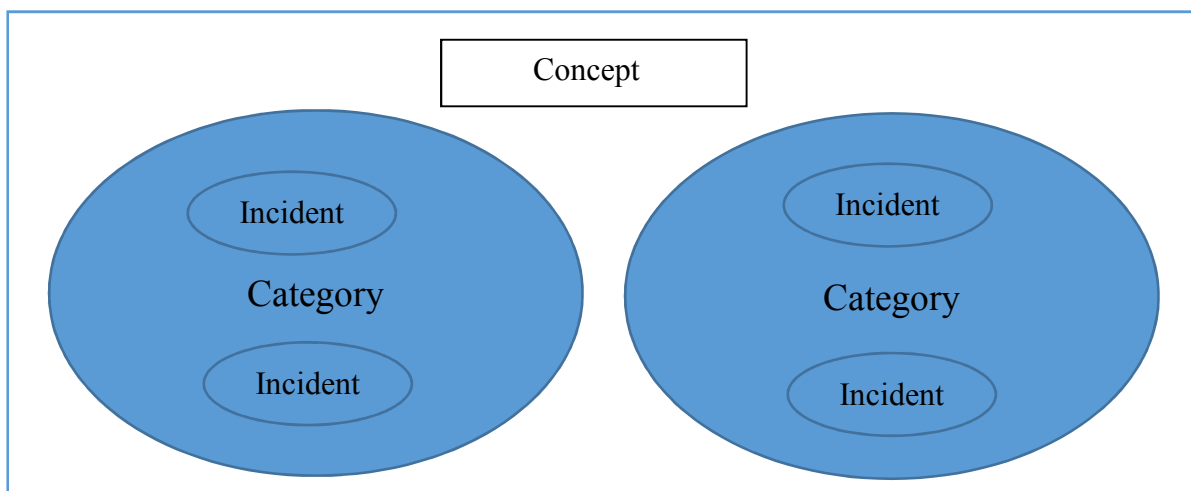 Concept
Incident
Category
Incident
Incident
Category
Incident